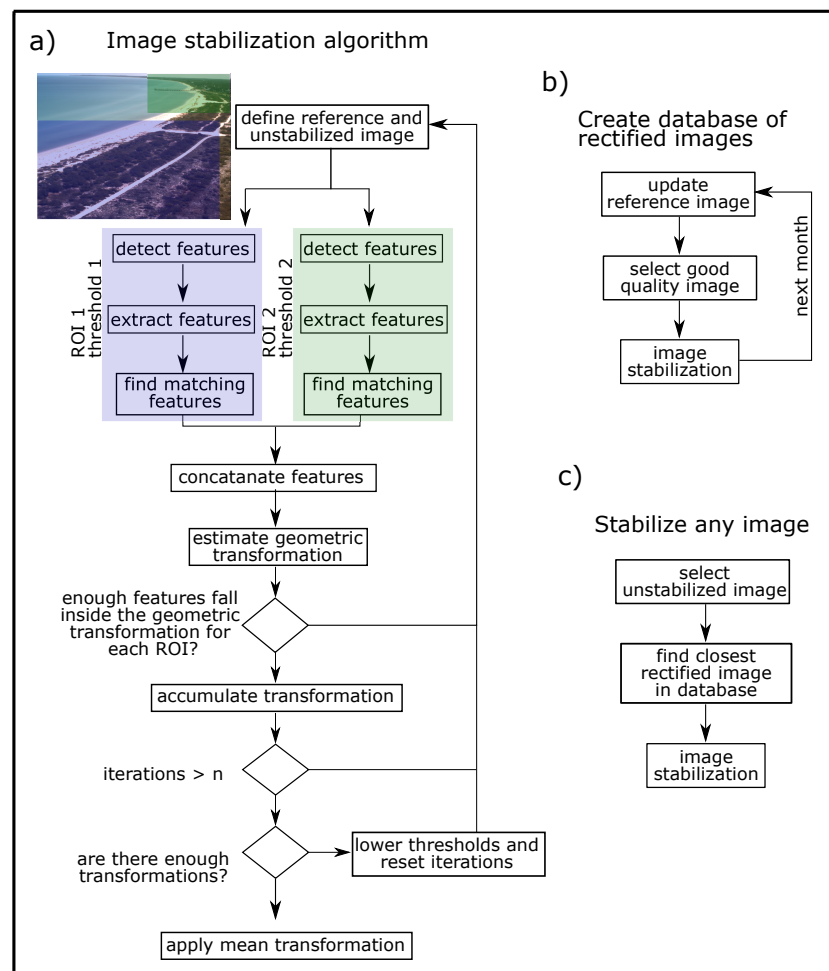 a) Image stabilization algorithm
define reference and
unstabilized image
ROI 1
threshold 1
detect features
extract features
find matching
features
ROI 2
threshold 2
detect features
extract features
find matching
features
concatanate features
estimate geometric
transformation
enough features fall
inside the geometric
transformation for
each ROI?
accumulate transformation
iterations > n
are there enough
transformations?
lower thresholds and
reset iterations
apply mean transformation
b)
Create database of
rectified images
update
reference image
select good
quality image
image
stabilization
next month
c)
Stabilize any image
select
unstabilized image
find closest
rectified image
in database
image
stabilization